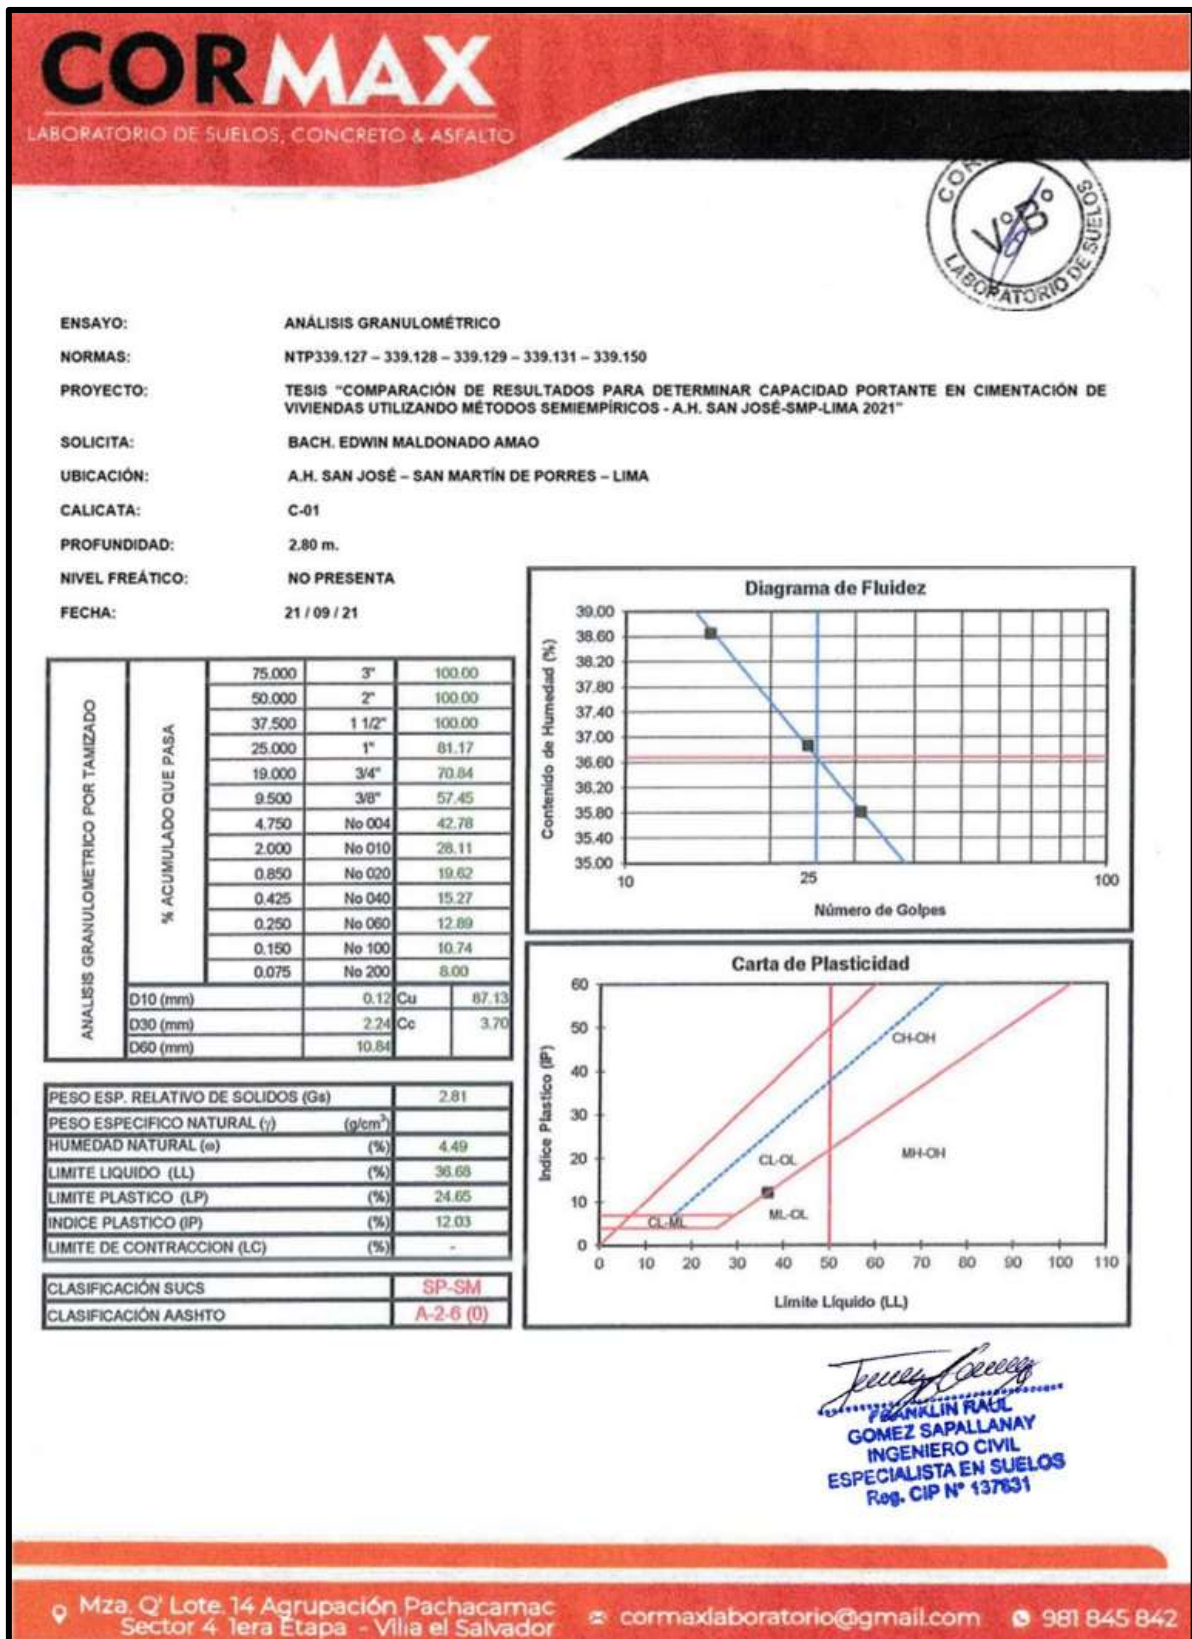 CORMAX
LABORATORIO DE SUELOS, CONCRETO & ASFALTO
COR
V°B°
LABORATORIO DE SUELOS
ENSAYO: ANÁLISIS GRANULOMÉTRICO
NORMAS: NTP339.127 – 339.128 – 339.129 – 339.131 – 339.150
PROYECTO: TESIS "COMPARACIÓN DE RESULTADOS PARA DETERMINAR CAPACIDAD PORTANTE EN CIMENTACIÓN DE
VIVIENDAS UTILIZANDO MÉTODOS SEMIEMPÍRICOS - A.H. SAN JOSÉ-SMP-LIMA 2021"
SOLICITA: BACH. EDWIN MALDONADO AMAO
UBICACIÓN: A.H. SAN JOSÉ – SAN MARTÍN DE PORRES – LIMA
CALICATA: C-01
PROFUNDIDAD: 2.80 m.
NIVEL FREÁTICO: NO PRESENTA
FECHA: 21 / 09 / 21
ANALISIS GRANULOMETRICO POR TAMIZADO
% ACUMULADO QUE PASA
75.000 3" 100.00
50.000 2" 100.00
37.500 1 1/2" 100.00
25.000 1" 81.17
19.000 3/4" 70.84
9.500 3/8" 57.45
4.750 No 004 42.78
2.000 No 010 28.11
0.850 No 020 19.62
0.425 No 040 15.27
0.250 No 060 12.89
0.150 No 100 10.74
0.075 No 200 8.00
D10 (mm) 0.12 Cu 87.13
D30 (mm) 2.24 Cc 3.70
D60 (mm) 10.84
PESO ESP. RELATIVO DE SOLIDOS (Gs) 2.81
PESO ESPECIFICO NATURAL (γ) (g/cm³)
HUMEDAD NATURAL (ω) (%) 4.49
LIMITE LIQUIDO (LL) (%) 36.68
LIMITE PLASTICO (LP) (%) 24.65
INDICE PLASTICO (IP) (%) 12.03
LIMITE DE CONTRACCION (LC) (%) -
CLASIFICACIÓN SUCS SP-SM
CLASIFICACIÓN AASHTO A-2-6 (0)
Diagrama de Fluidez
Contenido de Humedad (%)
39.00
38.60
38.20
37.80
37.40
37.00
36.60
36.20
35.80
35.40
35.00
10 25 100
Número de Golpes
Carta de Plasticidad
Indice Plastico (IP)
60
50
40
30
20
10
0
CH-OH
MH-OH
CL-OL
ML-OL
CL-ML
0 10 20 30 40 50 60 70 80 90 100 110
Límite Líquido (LL)
FRANKLIN RAUL
GOMEZ SAPALLANAY
INGENIERO CIVIL
ESPECIALISTA EN SUELOS
Reg. CIP N° 137631
Mza. Q' Lote. 14 Agrupación Pachacamac
Sector 4 1era Etapa - Villa el Salvador
cormaxlaboratorio@gmail.com
981 845 842